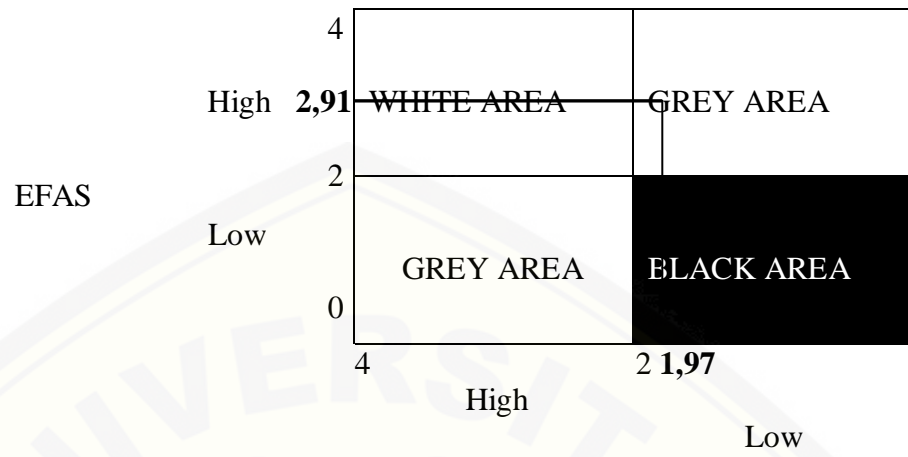 4
High 2,91 WHITE AREA GREY AREA
2
EFAS
Low
GREY AREA BLACK AREA
0
4 2 1,97
High
Low
UNIVERSIT